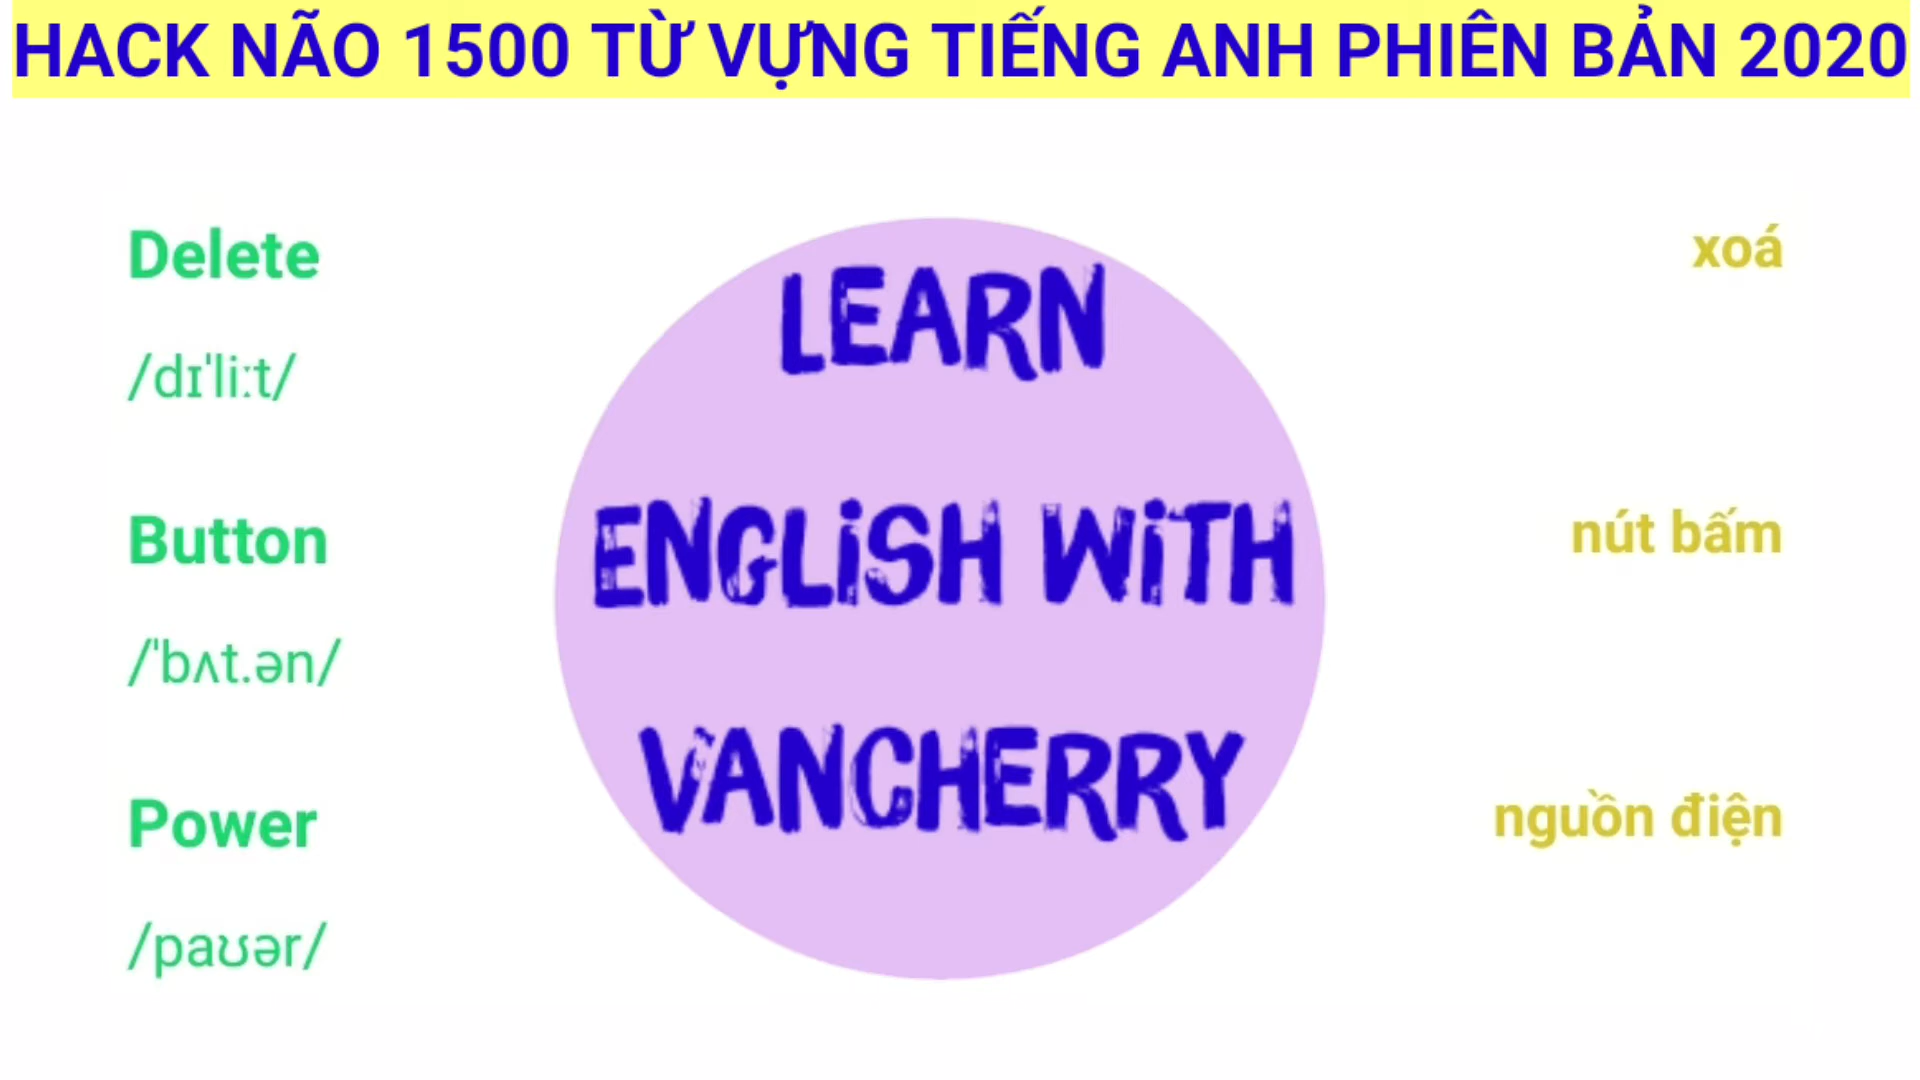 HACK NÃO 1500 TỪ VỰNG TIẾNG ANH PHIÊN BẢN 2020
Delete
/dɪˈliːt/
Button
/ˈbʌt.ən/
Power
/paʊər/
LEARN
ENGLiSH WiTH
VANCHERRY
xoá
nút bấm
nguồn điện